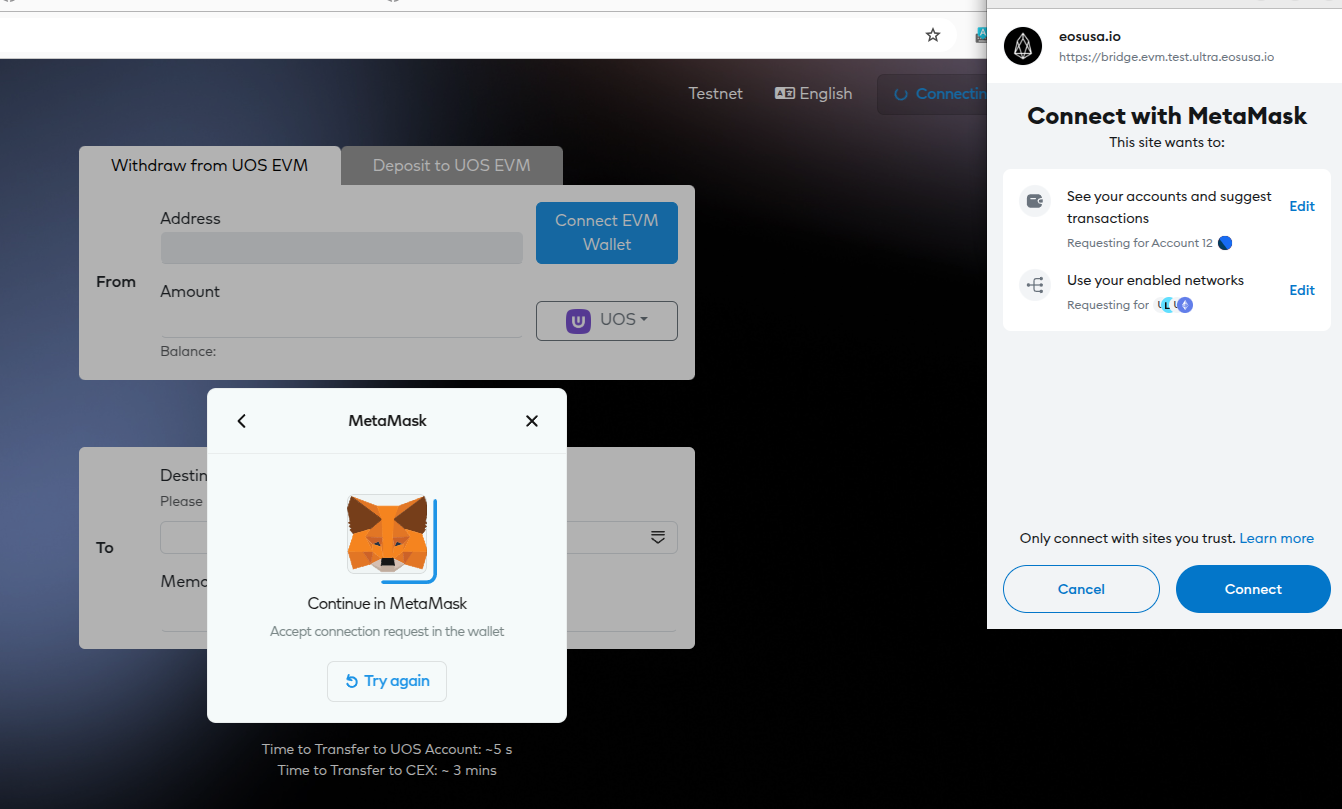 Testnet
English
Withdraw from UOS EVM
Deposit to UOS EVM
Address
Connect EVM
Wallet
From
Amount
UOS
Balance:
MetaMask
Please
To
Continue in MetaMask
Accept connection request in the wallet
Try again
Time to Transfer to UOS Account: ~5 s
Time to Transfer to CEX: ~ 3 mins
eosusa.io
https://bridge.evm.test.ultra.eosusa.io
Connect with MetaMask
This site wants to:
See your accounts and suggest
transactions
Edit
Requesting for Account 12
Use your enabled networks
Edit
Requesting for
Only connect with sites you trust. Learn more
Cancel
Connect